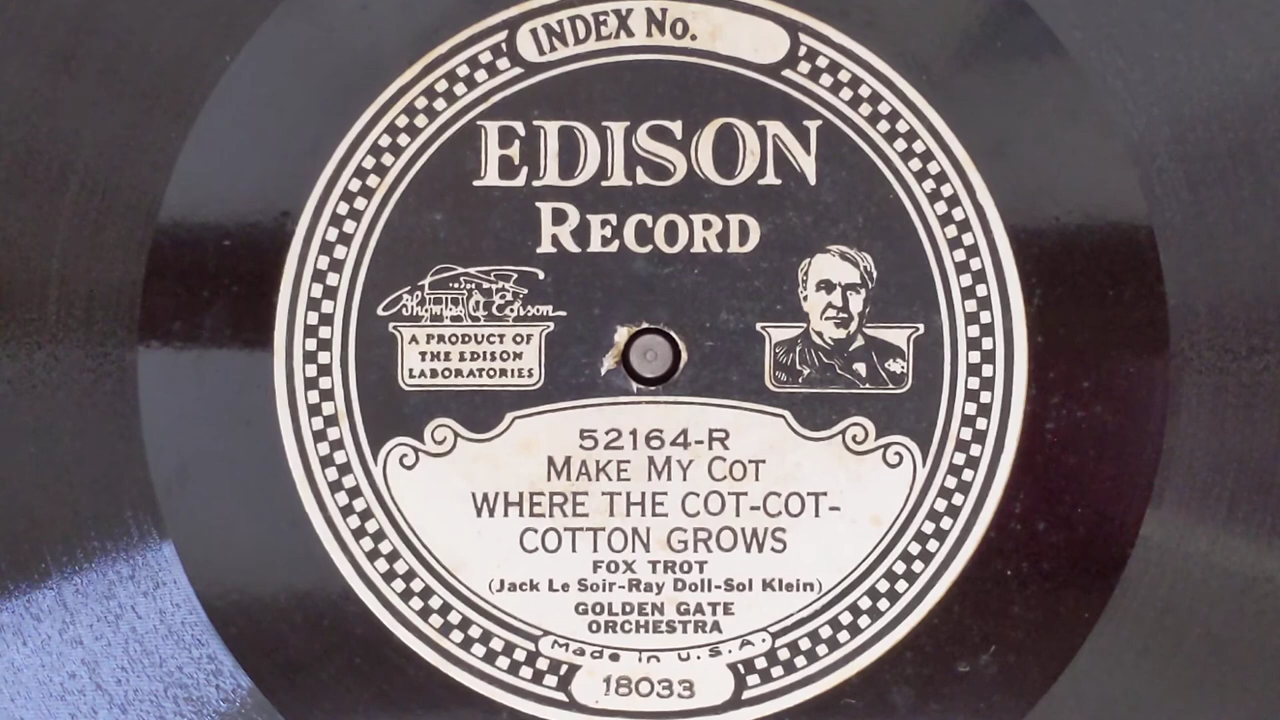 INDEX No.
EDISON
RECORD
Thomas A Edison
A PRODUCT OF
THE EDISON
LABORATORIES
52164-R
MAKE MY COT
WHERE THE COT-COT-
COTTON GROWS
FOX TROT
(Jack Le Soir-Ray Doll-Sol Klein)
GOLDEN GATE
ORCHESTRA
Made in U.S.A.
18033